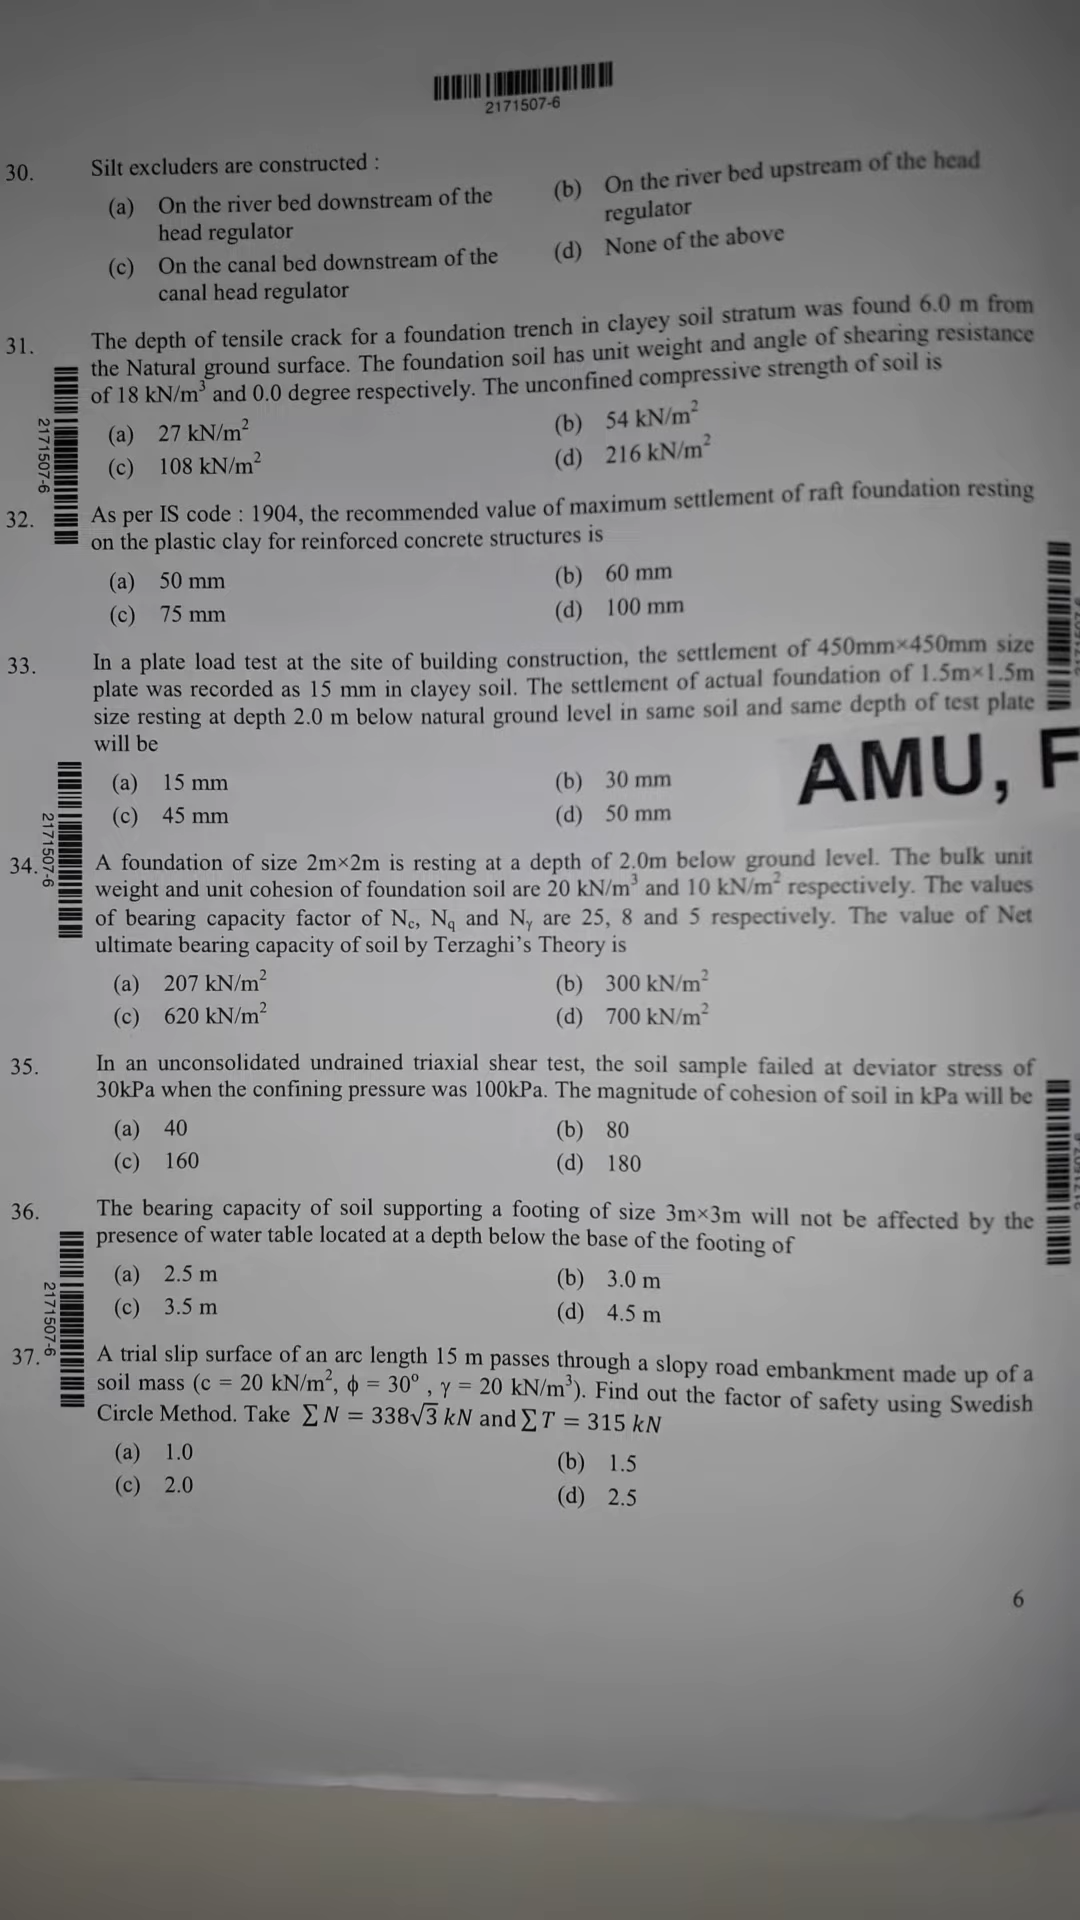 2171507-6
30. Silt excluders are constructed :
(a) On the river bed downstream of the head regulator
(b) On the river bed upstream of the head regulator
(c) On the canal bed downstream of the canal head regulator
(d) None of the above
31. The depth of tensile crack for a foundation trench in clayey soil stratum was found 6.0 m from
the Natural ground surface. The foundation soil has unit weight and angle of shearing resistance
of 18 kN/m³ and 0.0 degree respectively. The unconfined compressive strength of soil is
(a) 27 kN/m²
(b) 54 kN/m²
(c) 108 kN/m²
(d) 216 kN/m²
2171507-6
32. As per IS code : 1904, the recommended value of maximum settlement of raft foundation resting
on the plastic clay for reinforced concrete structures is
(a) 50 mm
(b) 60 mm
(c) 75 mm
(d) 100 mm
33. In a plate load test at the site of building construction, the settlement of 450mm×450mm size
plate was recorded as 15 mm in clayey soil. The settlement of actual foundation of 1.5m×1.5m
size resting at depth 2.0 m below natural ground level in same soil and same depth of test plate
will be
(a) 15 mm
(b) 30 mm
(c) 45 mm
(d) 50 mm
AMU, F
2171507-6
34. A foundation of size 2m×2m is resting at a depth of 2.0m below ground level. The bulk unit
weight and unit cohesion of foundation soil are 20 kN/m³ and 10 kN/m² respectively. The values
of bearing capacity factor of N_c, N_q and N_γ are 25, 8 and 5 respectively. The value of Net
ultimate bearing capacity of soil by Terzaghi's Theory is
(a) 207 kN/m²
(b) 300 kN/m²
(c) 620 kN/m²
(d) 700 kN/m²
35. In an unconsolidated undrained triaxial shear test, the soil sample failed at deviator stress of
30kPa when the confining pressure was 100kPa. The magnitude of cohesion of soil in kPa will be
(a) 40
(b) 80
(c) 160
(d) 180
36. The bearing capacity of soil supporting a footing of size 3m×3m will not be affected by the
presence of water table located at a depth below the base of the footing of
(a) 2.5 m
(b) 3.0 m
(c) 3.5 m
(d) 4.5 m
2171507-6
37. A trial slip surface of an arc length 15 m passes through a slopy road embankment made up of a
soil mass (c = 20 kN/m², ϕ = 30° , γ = 20 kN/m³). Find out the factor of safety using Swedish
Circle Method. Take ∑ N = 338√3 kN and ∑ T = 315 kN
(a) 1.0
(b) 1.5
(c) 2.0
(d) 2.5
6